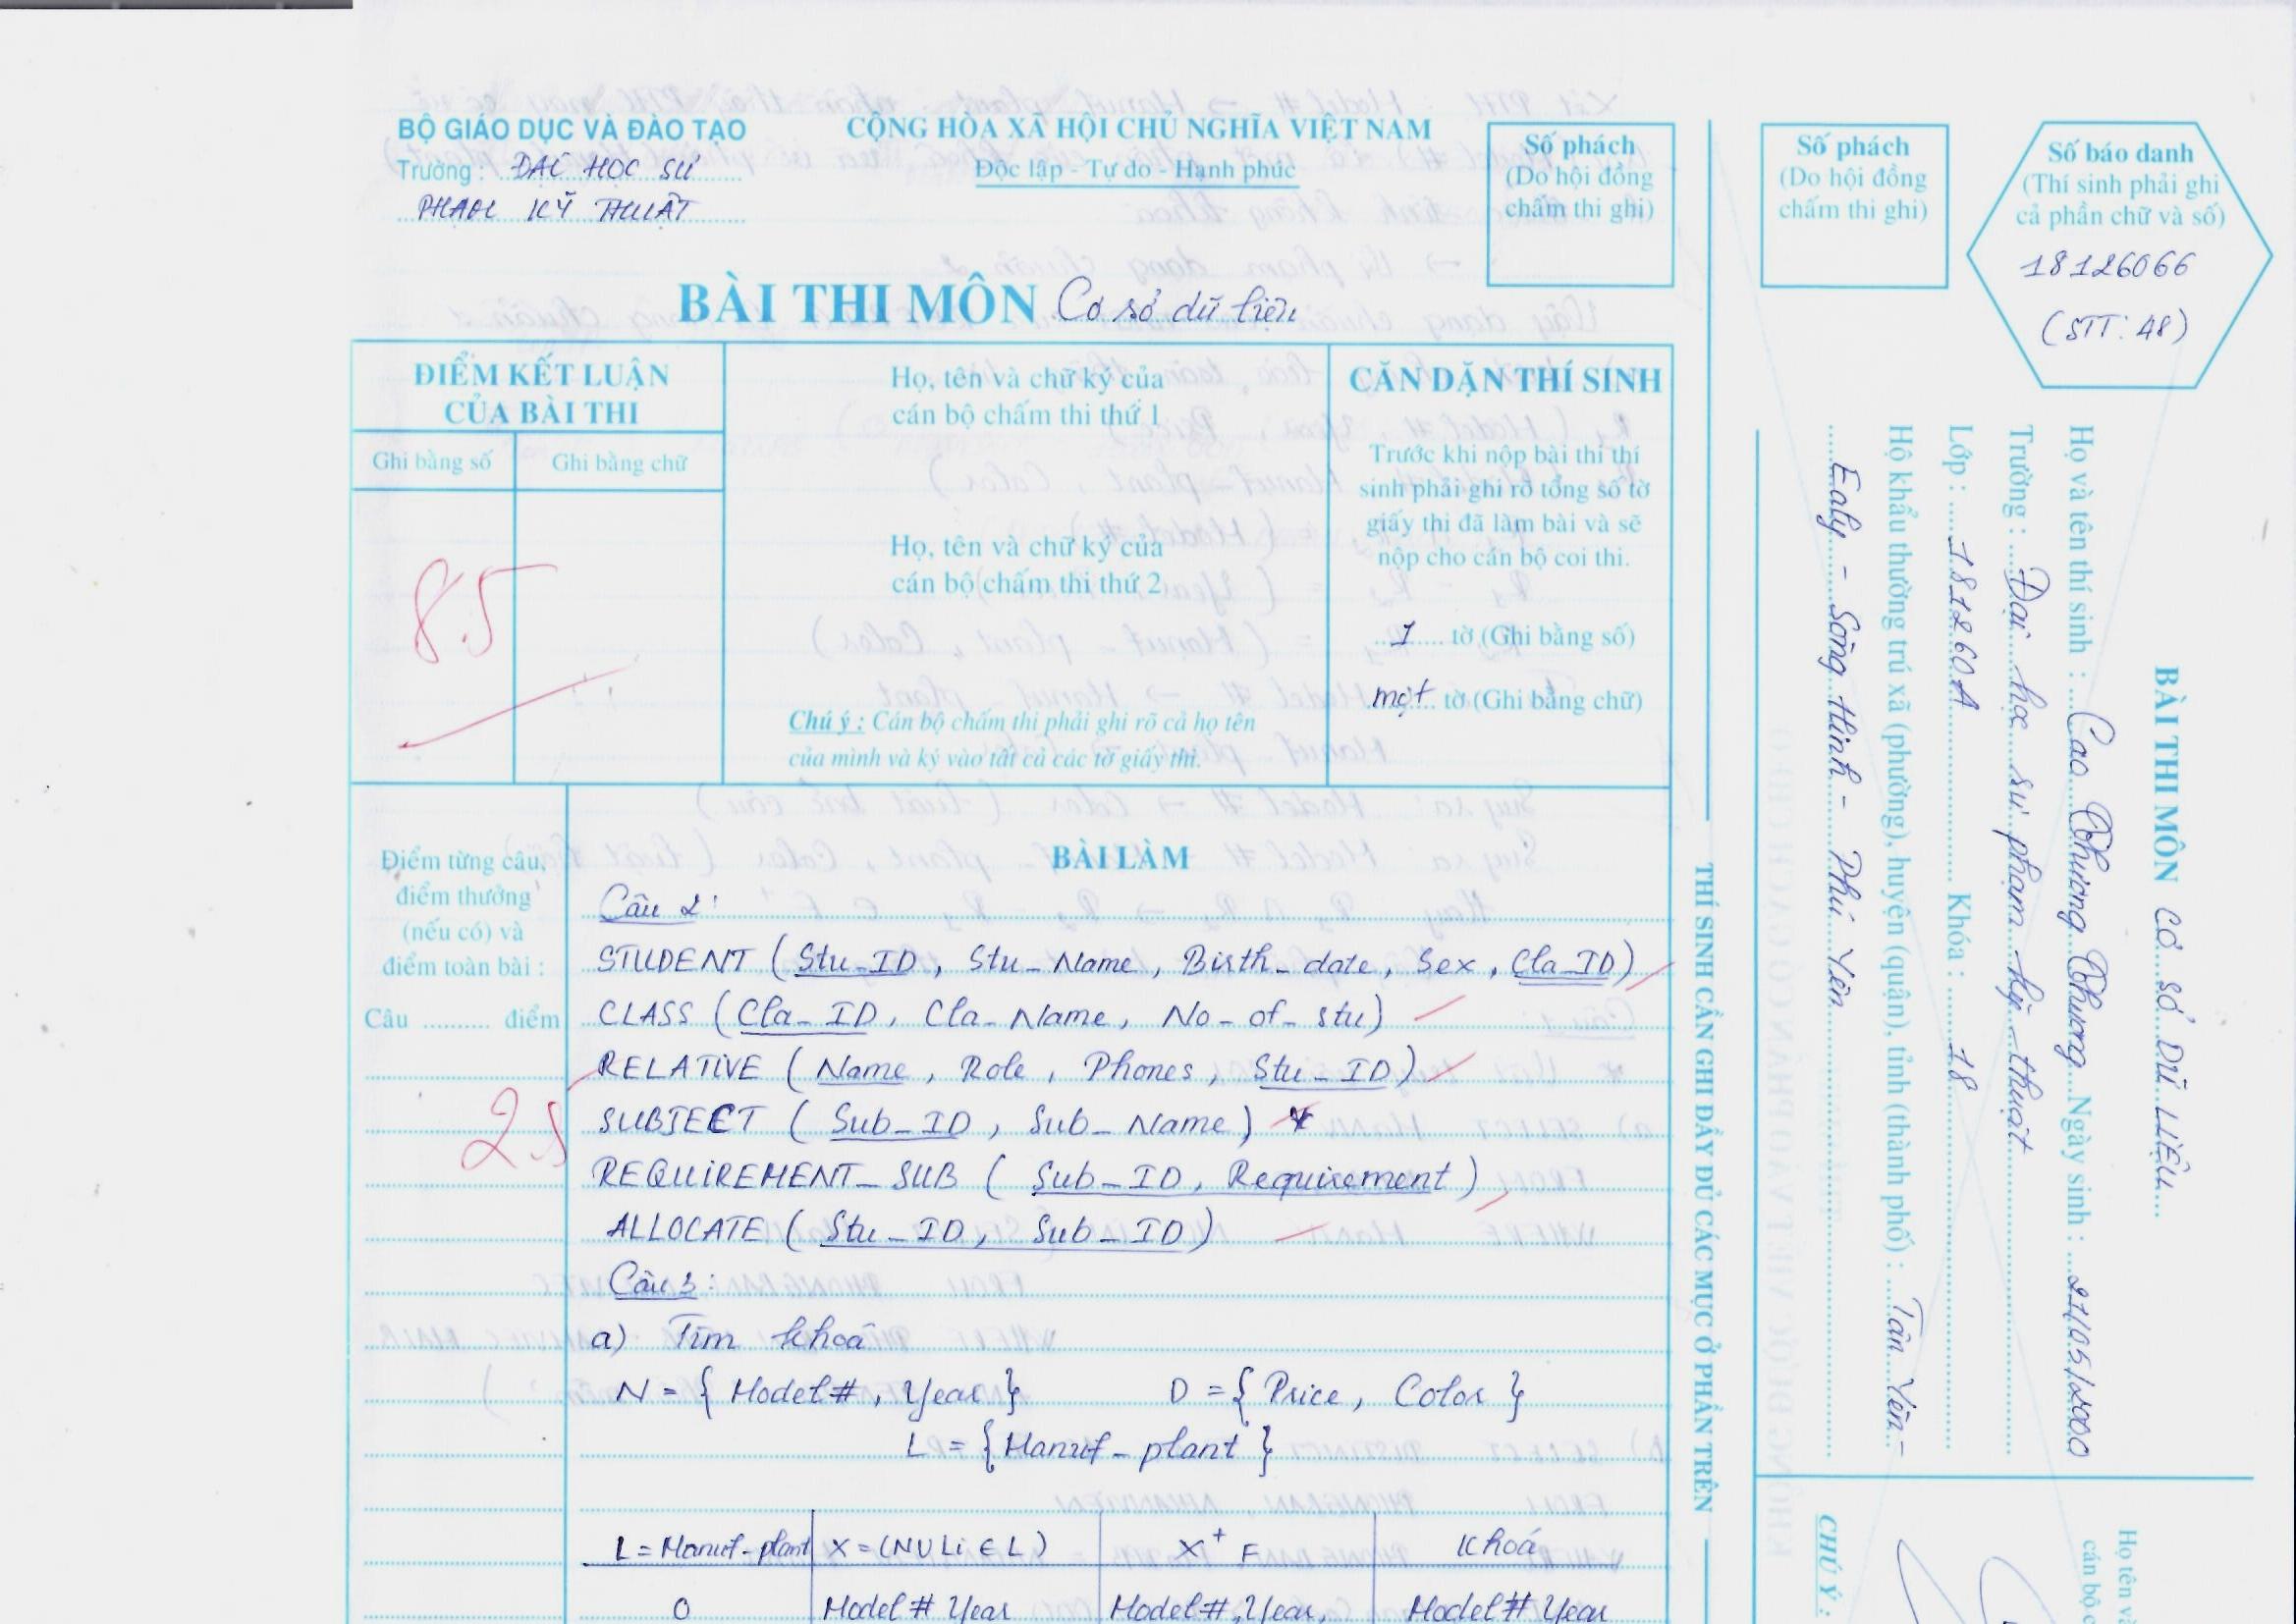 BỘ GIÁO DỤC VÀ ĐÀO TẠO
Trường : ĐẠI HỌC SƯ
PHẠM KỸ THUẬT
CỘNG HÒA XÃ HỘI CHỦ NGHĨA VIỆT NAM
Độc lập - Tự do - Hạnh phúc
Số phách
(Do hội đồng
chấm thi ghi)
BÀI THI MÔN Cơ sở dữ liệu
ĐIỂM KẾT LUẬN
CỦA BÀI THI
Ghi bằng số
Ghi bằng chữ
8.5
Họ, tên và chữ ký của
cán bộ chấm thi thứ 1
Họ, tên và chữ ký của
cán bộ chấm thi thứ 2
Chú ý : Cán bộ chấm thi phải ghi rõ cả họ tên
của mình và ký vào tất cả các tờ giấy thi.
CĂN DẶN THÍ SINH
Trước khi nộp bài thi thí
sinh phải ghi rõ tổng số tờ
giấy thi đã làm bài và sẽ
nộp cho cán bộ coi thi.
1 tờ (Ghi bằng số)
một tờ (Ghi bằng chữ)
Điểm từng câu,
điểm thưởng
(nếu có) và
điểm toàn bài :
Câu .......... điểm
2.5
BÀI LÀM
Câu 2:
STUDENT (Stu_ID, Stu_Name, Birth_date, Sex, Cla_ID)
CLASS (Cla_ID, Cla_Name, No_of_stu)
RELATIVE (Name, Role, Phones, Stu_ID)
SUBJECT (Sub_ID, Sub_Name)
REQUIREMENT_SUB (Sub_ID, Requirement)
ALLOCATE (Stu_ID, Sub_ID)
Câu 3:
a) Tìm khoá
N = { Model#, Year } D = { Price, Color }
L = { Manuf_plant }
L = Manuf_plant X = (N U Li ∈ L) X⁺ F Khoá
O Model# Year Model#, Year, Model# Year
THÍ SINH CẦN GHI ĐẦY ĐỦ CÁC MỤC Ở PHẦN TRÊN
Số phách
(Do hội đồng
chấm thi ghi)
Số báo danh
(Thí sinh phải ghi
cả phần chữ và số)
18126066
(STT: 48)
BÀI THI MÔN CƠ SỞ DỮ LIỆU
Họ và tên thí sinh : Cao Thương Thương Ngày sinh : 21/05/2000
Trường : Đại học sư phạm kỹ thuật
Lớp : 181260A Khóa : 18
Hộ khẩu thường trú xã (phường), huyện (quận), tỉnh (thành phố) : Tân Yên -
Ealy - Sông Hinh - Phú Yên
Họ tên và
cán bộ c
CHÚ Ý :